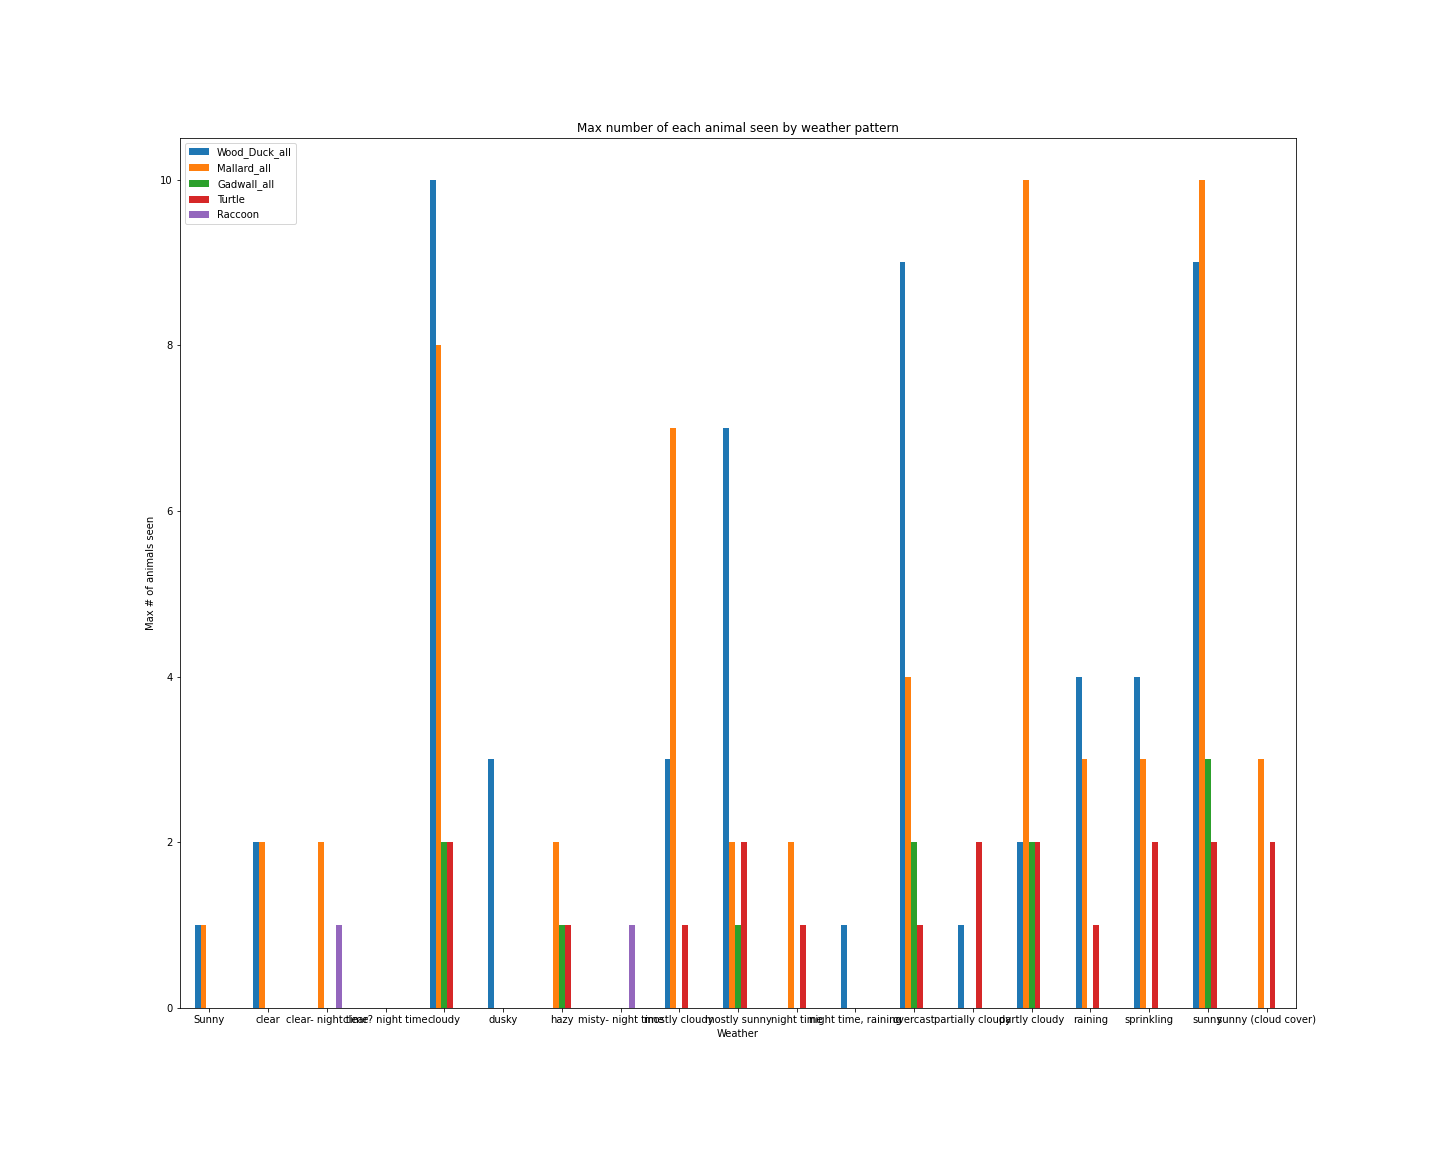 Max number of each animal seen by weather pattern
Wood_Duck_all
Mallard_all
Gadwall_all
Turtle
Raccoon
10
8
6
4
2
0
Max # of animals seen
Sunny clear clear- night time clear? night time cloudy dusky hazy misty- night time mostly cloudy mostly sunny night time night time, raining overcast partially cloudy partly cloudy raining sprinkling sunny sunny (cloud cover)
Weather